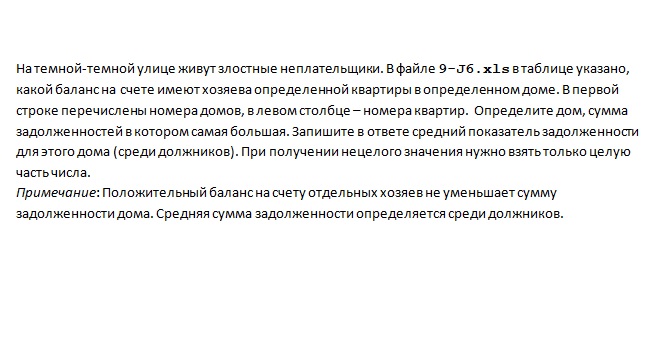 На темной-темной улице живут злостные неплательщики. В файле 9-J6.xls в таблице указано,
какой баланс на счете имеют хозяева определенной квартиры в определенном доме. В первой
строке перечислены номера домов, в левом столбце – номера квартир. Определите дом, сумма
задолженностей в котором самая большая. Запишите в ответе средний показатель задолженности
для этого дома (среди должников). При получении нецелого значения нужно взять только целую
часть числа.
Примечание: Положительный баланс на счету отдельных хозяев не уменьшает сумму
задолженности дома. Средняя сумма задолженности определяется среди должников.